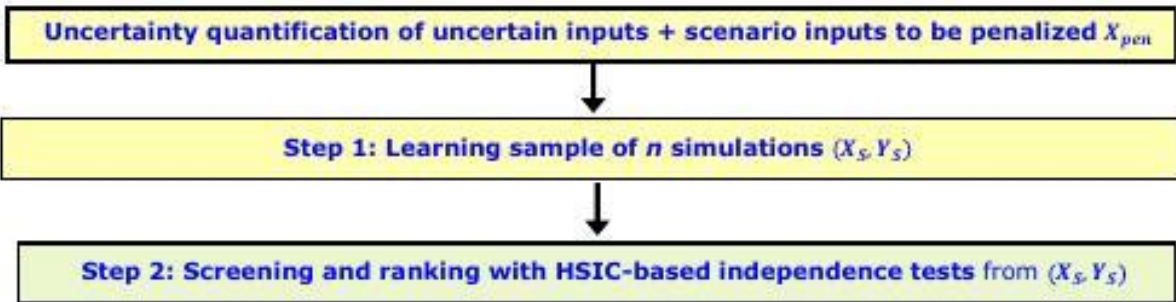 Uncertainty quantification of uncertain inputs + scenario inputs to be penalized X_pen
Step 1: Learning sample of n simulations (X_S, Y_S)
Step 2: Screening and ranking with HSIC-based independence tests from (X_S, Y_S)